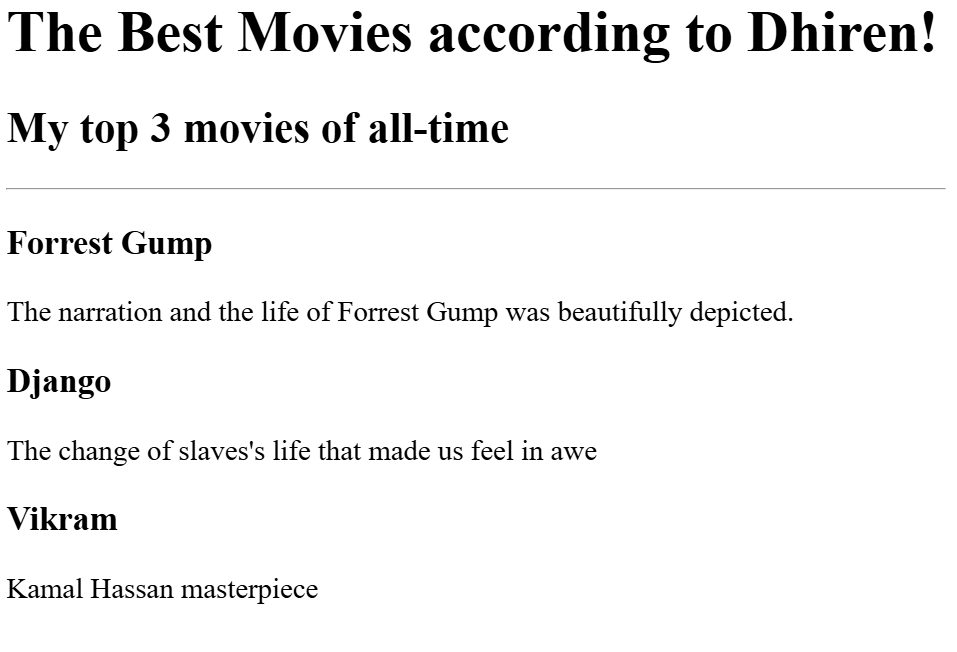 The Best Movies according to Dhiren!
My top 3 movies of all-time
Forrest Gump
The narration and the life of Forrest Gump was beautifully depicted.
Django
The change of slaves's life that made us feel in awe
Vikram
Kamal Hassan masterpiece